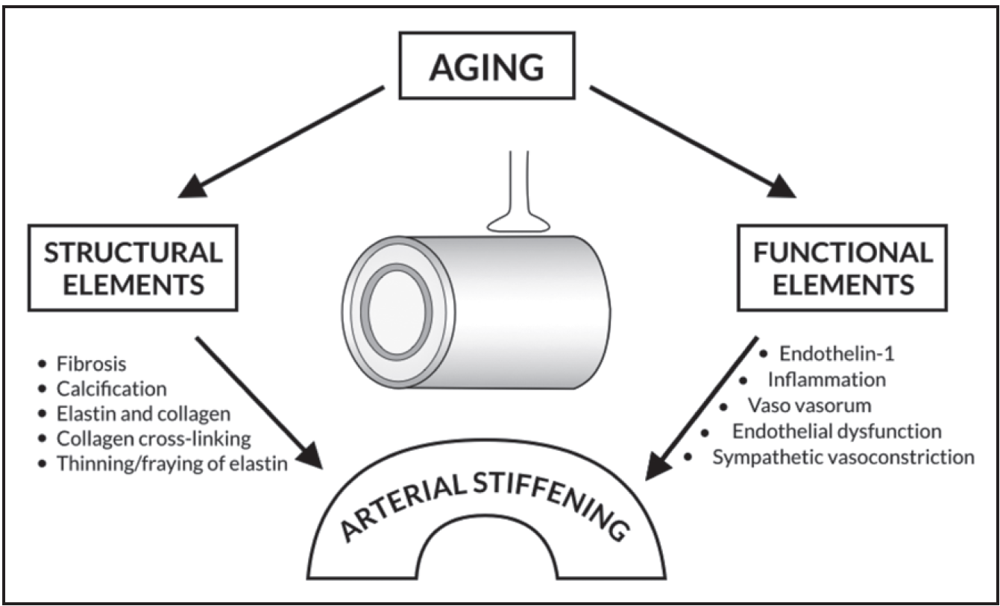 AGING
STRUCTURAL
ELEMENTS
• Fibrosis
• Calcification
• Elastin and collagen
• Collagen cross-linking
• Thinning/fraying of elastin
FUNCTIONAL
ELEMENTS
• Endothelin-1
• Inflammation
• Vaso vasorum
• Endothelial dysfunction
• Sympathetic vasoconstriction
ARTERIAL STIFFENING